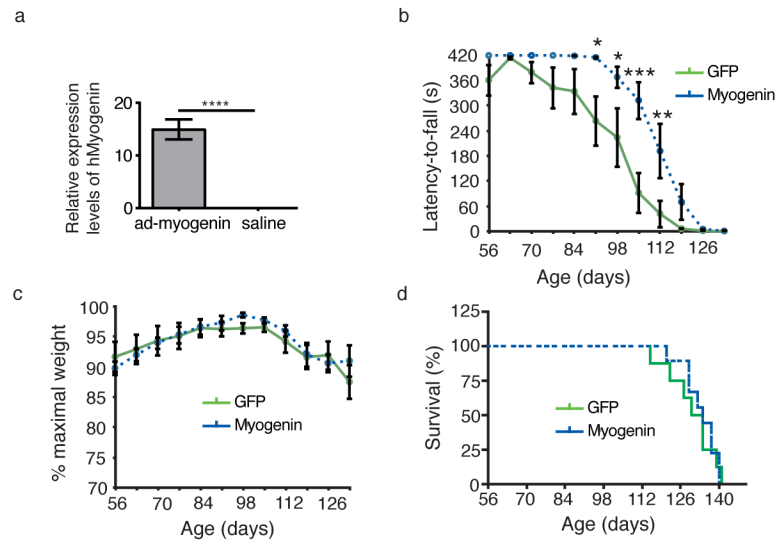 a
Relative expression
levels of hMyogenin
20
10
0
****
ad-myogenin
saline
b
Latency-to-fall (s)
420
360
300
240
180
120
60
0
*
*
***
**
GFP
Myogenin
56 70 84 98 112 126
Age (days)
c
% maximal weight
100
95
90
85
80
75
70
GFP
Myogenin
56 70 84 98 112 126
Age (days)
d
Survival (%)
125
100
75
50
25
0
GFP
Myogenin
56 70 84 98 112 126 140
Age (days)